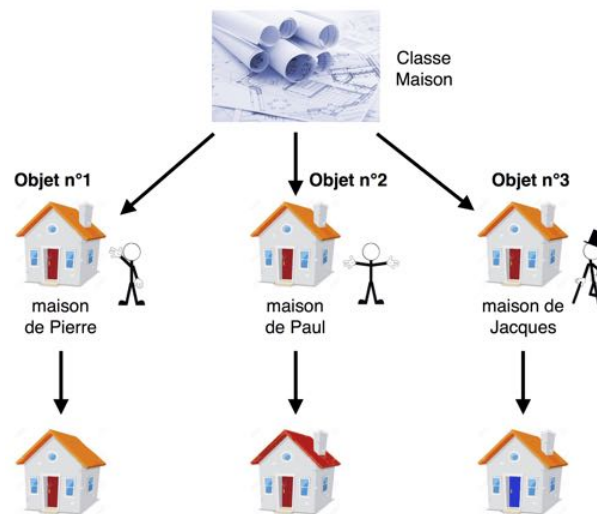 Classe
Maison
Objet n°1
Objet n°2
Objet n°3
maison
de Pierre
maison
de Paul
maison de
Jacques